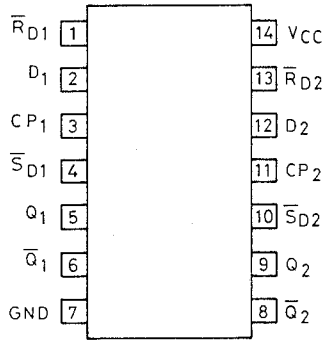 R̅D1 1 14 VCC
D1 2 13 R̅D2
CP1 3 12 D2
S̅D1 4 11 CP2
Q1 5 10 S̅D2
Q̅1 6 9 Q2
GND 7 8 Q̅2